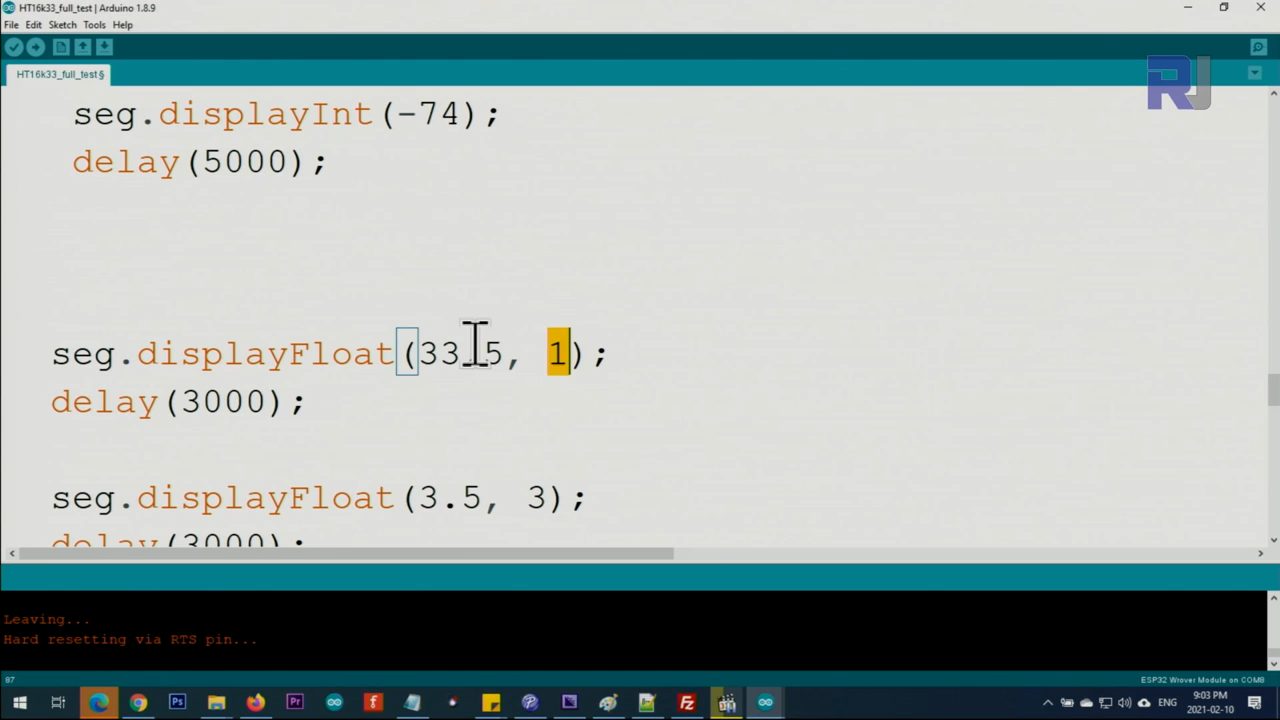 HT16k33_full_test | Arduino 1.8.9
File Edit Sketch Tools Help
HT16k33_full_test§
RJ
seg.displayInt(-74);
delay(5000);
seg.displayFloat(33.5, 1);
delay(3000);
seg.displayFloat(3.5, 3);
delay(3000);
Leaving...
Hard resetting via RTS pin...
87
ESP32 Wrover Module on COM8
ENG
9:03 PM
2021-02-10